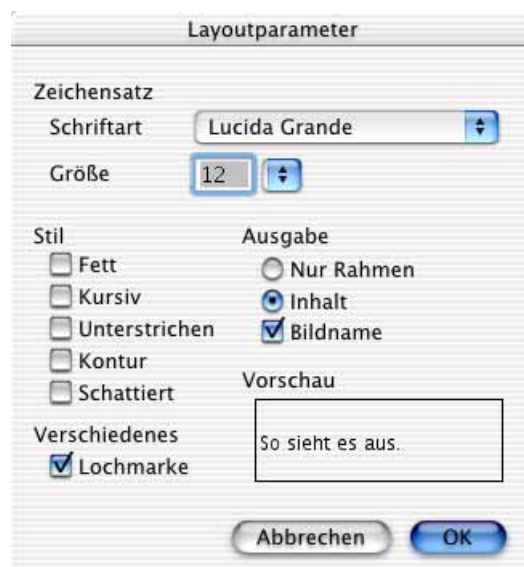 Layoutparameter
Zeichensatz
Schriftart Lucida Grande
Größe 12
Stil
Fett
Kursiv
Unterstrichen
Kontur
Schattiert
Verschiedenes
Lochmarke
Ausgabe
Nur Rahmen
Inhalt
Bildname
Vorschau
So sieht es aus.
Abbrechen OK